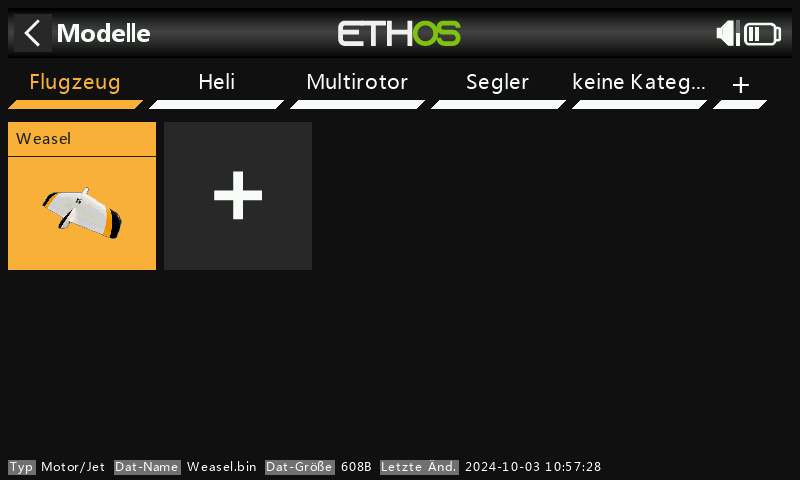 Modelle
ETHOS
Flugzeug Heli Multirotor Segler keine Kateg... +
Weasel
Typ Motor/Jet Dat-Name Weasel.bin Dat-Größe 608B Letzte Änd. 2024-10-03 10:57:28